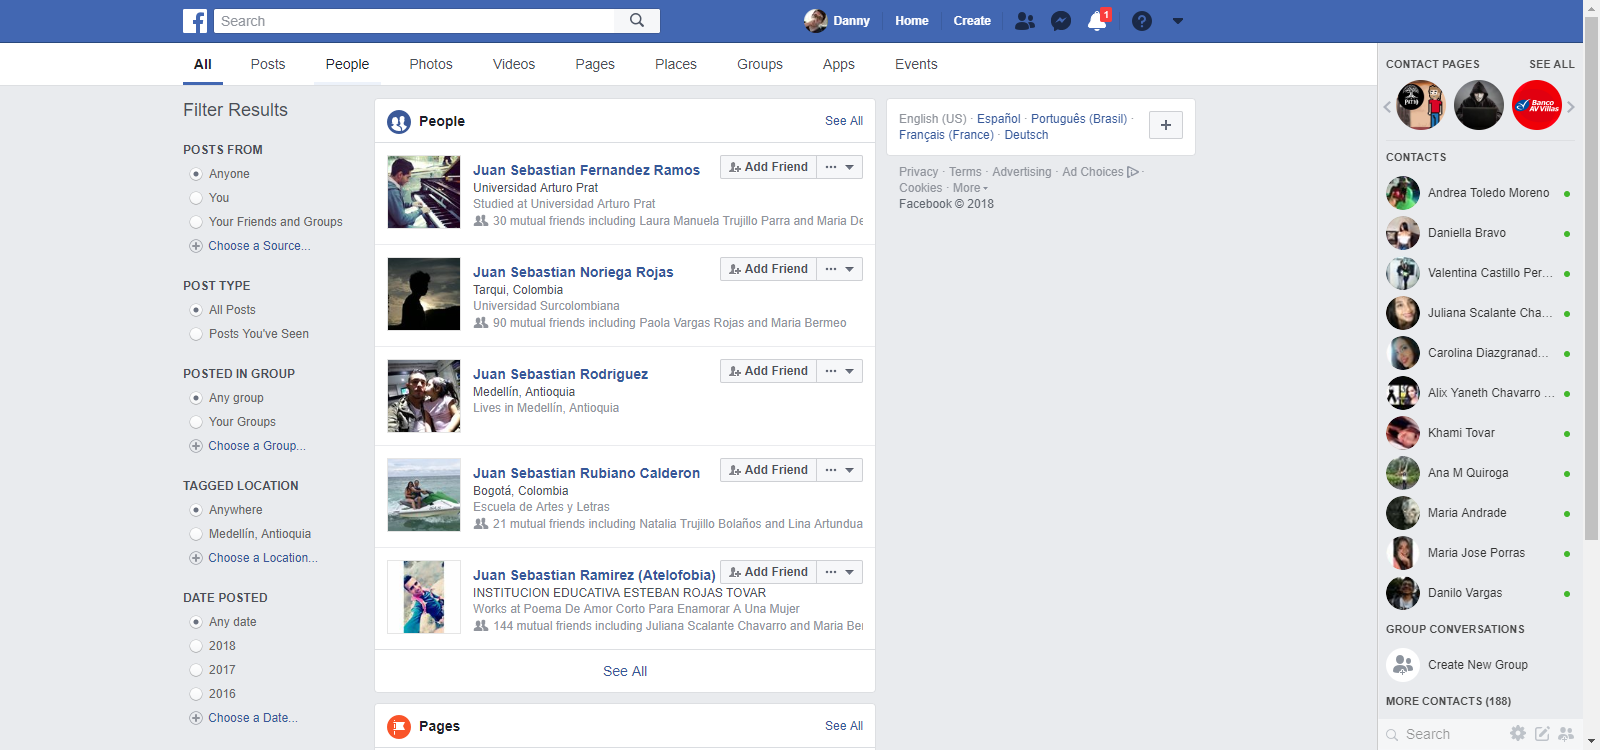 Search
Danny
Home
Create
1
All
Posts
People
Photos
Videos
Pages
Places
Groups
Apps
Events
Filter Results
POSTS FROM
Anyone
You
Your Friends and Groups
Choose a Source...
POST TYPE
All Posts
Posts You've Seen
POSTED IN GROUP
Any group
Your Groups
Choose a Group...
TAGGED LOCATION
Anywhere
Medellín, Antioquia
Choose a Location...
DATE POSTED
Any date
2018
2017
2016
Choose a Date...
People
See All
Juan Sebastian Fernandez Ramos
Add Friend
Universidad Arturo Prat
Studied at Universidad Arturo Prat
30 mutual friends including Laura Manuela Trujillo Parra and Maria De
Juan Sebastian Noriega Rojas
Add Friend
Tarqui, Colombia
Universidad Surcolombiana
90 mutual friends including Paola Vargas Rojas and Maria Bermeo
Juan Sebastian Rodriguez
Add Friend
Medellín, Antioquia
Lives in Medellín, Antioquia
Juan Sebastian Rubiano Calderon
Add Friend
Bogotá, Colombia
Escuela de Artes y Letras
21 mutual friends including Natalia Trujillo Bolaños and Lina Artundua
Juan Sebastian Ramirez (Atelofobia)
Add Friend
INSTITUCION EDUCATIVA ESTEBAN ROJAS TOVAR
Works at Poema De Amor Corto Para Enamorar A Una Mujer
144 mutual friends including Juliana Scalante Chavarro and Maria Ber
See All
Pages
See All
English (US) · Español · Português (Brasil) ·
Français (France) · Deutsch
Privacy · Terms · Advertising · Ad Choices ·
Cookies · More
Facebook © 2018
CONTACT PAGES
SEE ALL
Banco
AV Villas
CONTACTS
Andrea Toledo Moreno
Daniella Bravo
Valentina Castillo Per...
Juliana Scalante Cha...
Carolina Diazgranad...
Alix Yaneth Chavarro ...
Khami Tovar
Ana M Quiroga
Maria Andrade
Maria Jose Porras
Danilo Vargas
GROUP CONVERSATIONS
Create New Group
MORE CONTACTS (188)
Search